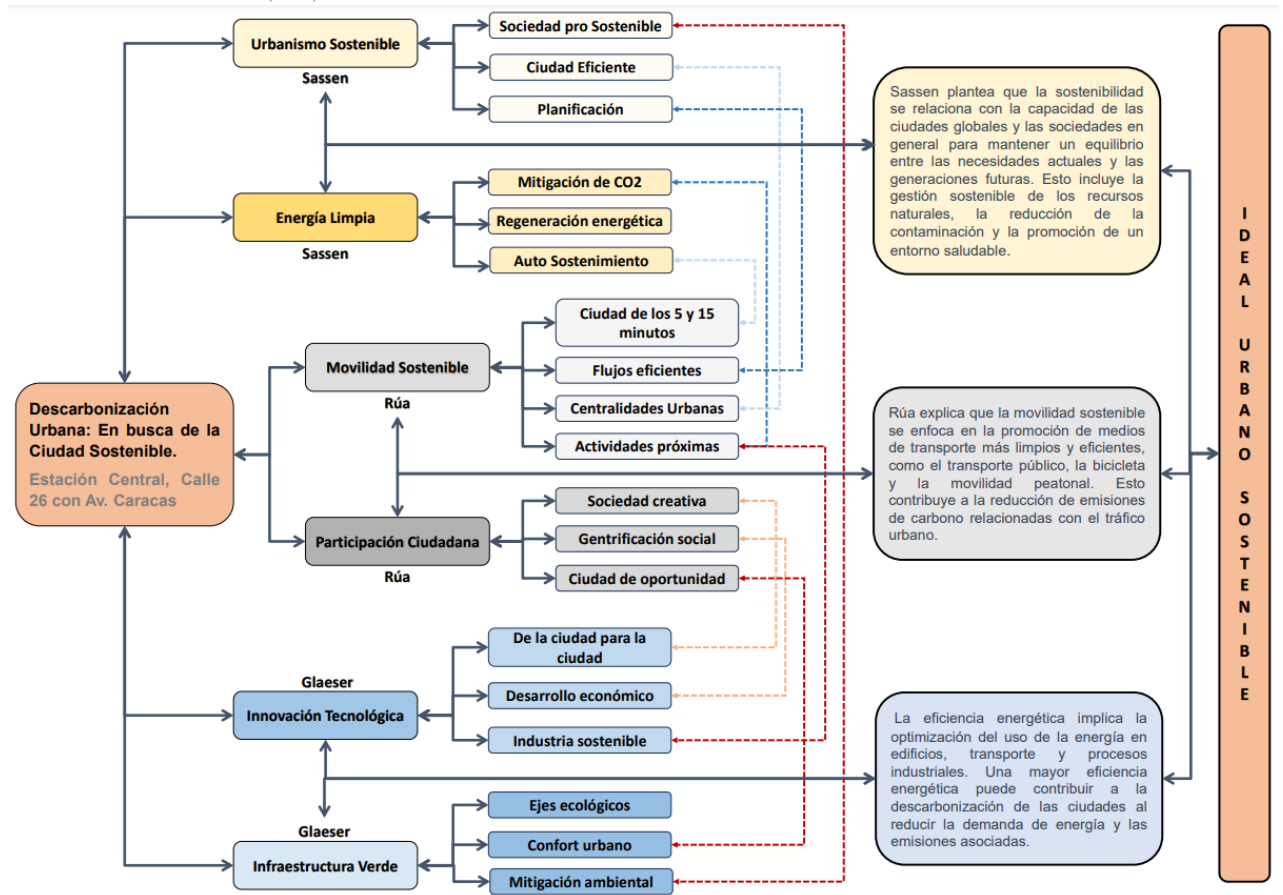 Urbanismo Sostenible
Sassen
Sociedad pro Sostenible
Ciudad Eficiente
Planificación
Energía Limpia
Sassen
Mitigación de CO2
Regeneración energética
Auto Sostenimiento
Descarbonización
Urbana: En busca de la
Ciudad Sostenible.
Estación Central, Calle
26 con Av. Caracas
Movilidad Sostenible
Rúa
Ciudad de los 5 y 15
minutos
Flujos eficientes
Centralidades Urbanas
Actividades próximas
Participación Ciudadana
Rúa
Sociedad creativa
Gentrificación social
Ciudad de oportunidad
Glaeser
Innovación Tecnológica
De la ciudad para la
ciudad
Desarrollo económico
Industria sostenible
Glaeser
Infraestructura Verde
Ejes ecológicos
Confort urbano
Mitigación ambiental
Sassen plantea que la sostenibilidad
se relaciona con la capacidad de las
ciudades globales y las sociedades en
general para mantener un equilibrio
entre las necesidades actuales y las
generaciones futuras. Esto incluye la
gestión sostenible de los recursos
naturales, la reducción de la
contaminación y la promoción de un
entorno saludable.
Rúa explica que la movilidad sostenible
se enfoca en la promoción de medios
de transporte más limpios y eficientes,
como el transporte público, la bicicleta
y la movilidad peatonal. Esto
contribuye a la reducción de emisiones
de carbono relacionadas con el tráfico
urbano.
La eficiencia energética implica la
optimización del uso de la energía en
edificios, transporte y procesos
industriales. Una mayor eficiencia
energética puede contribuir a la
descarbonización de las ciudades al
reducir la demanda de energía y las
emisiones asociadas.
IDEAL URBANO SOSTENIBLE